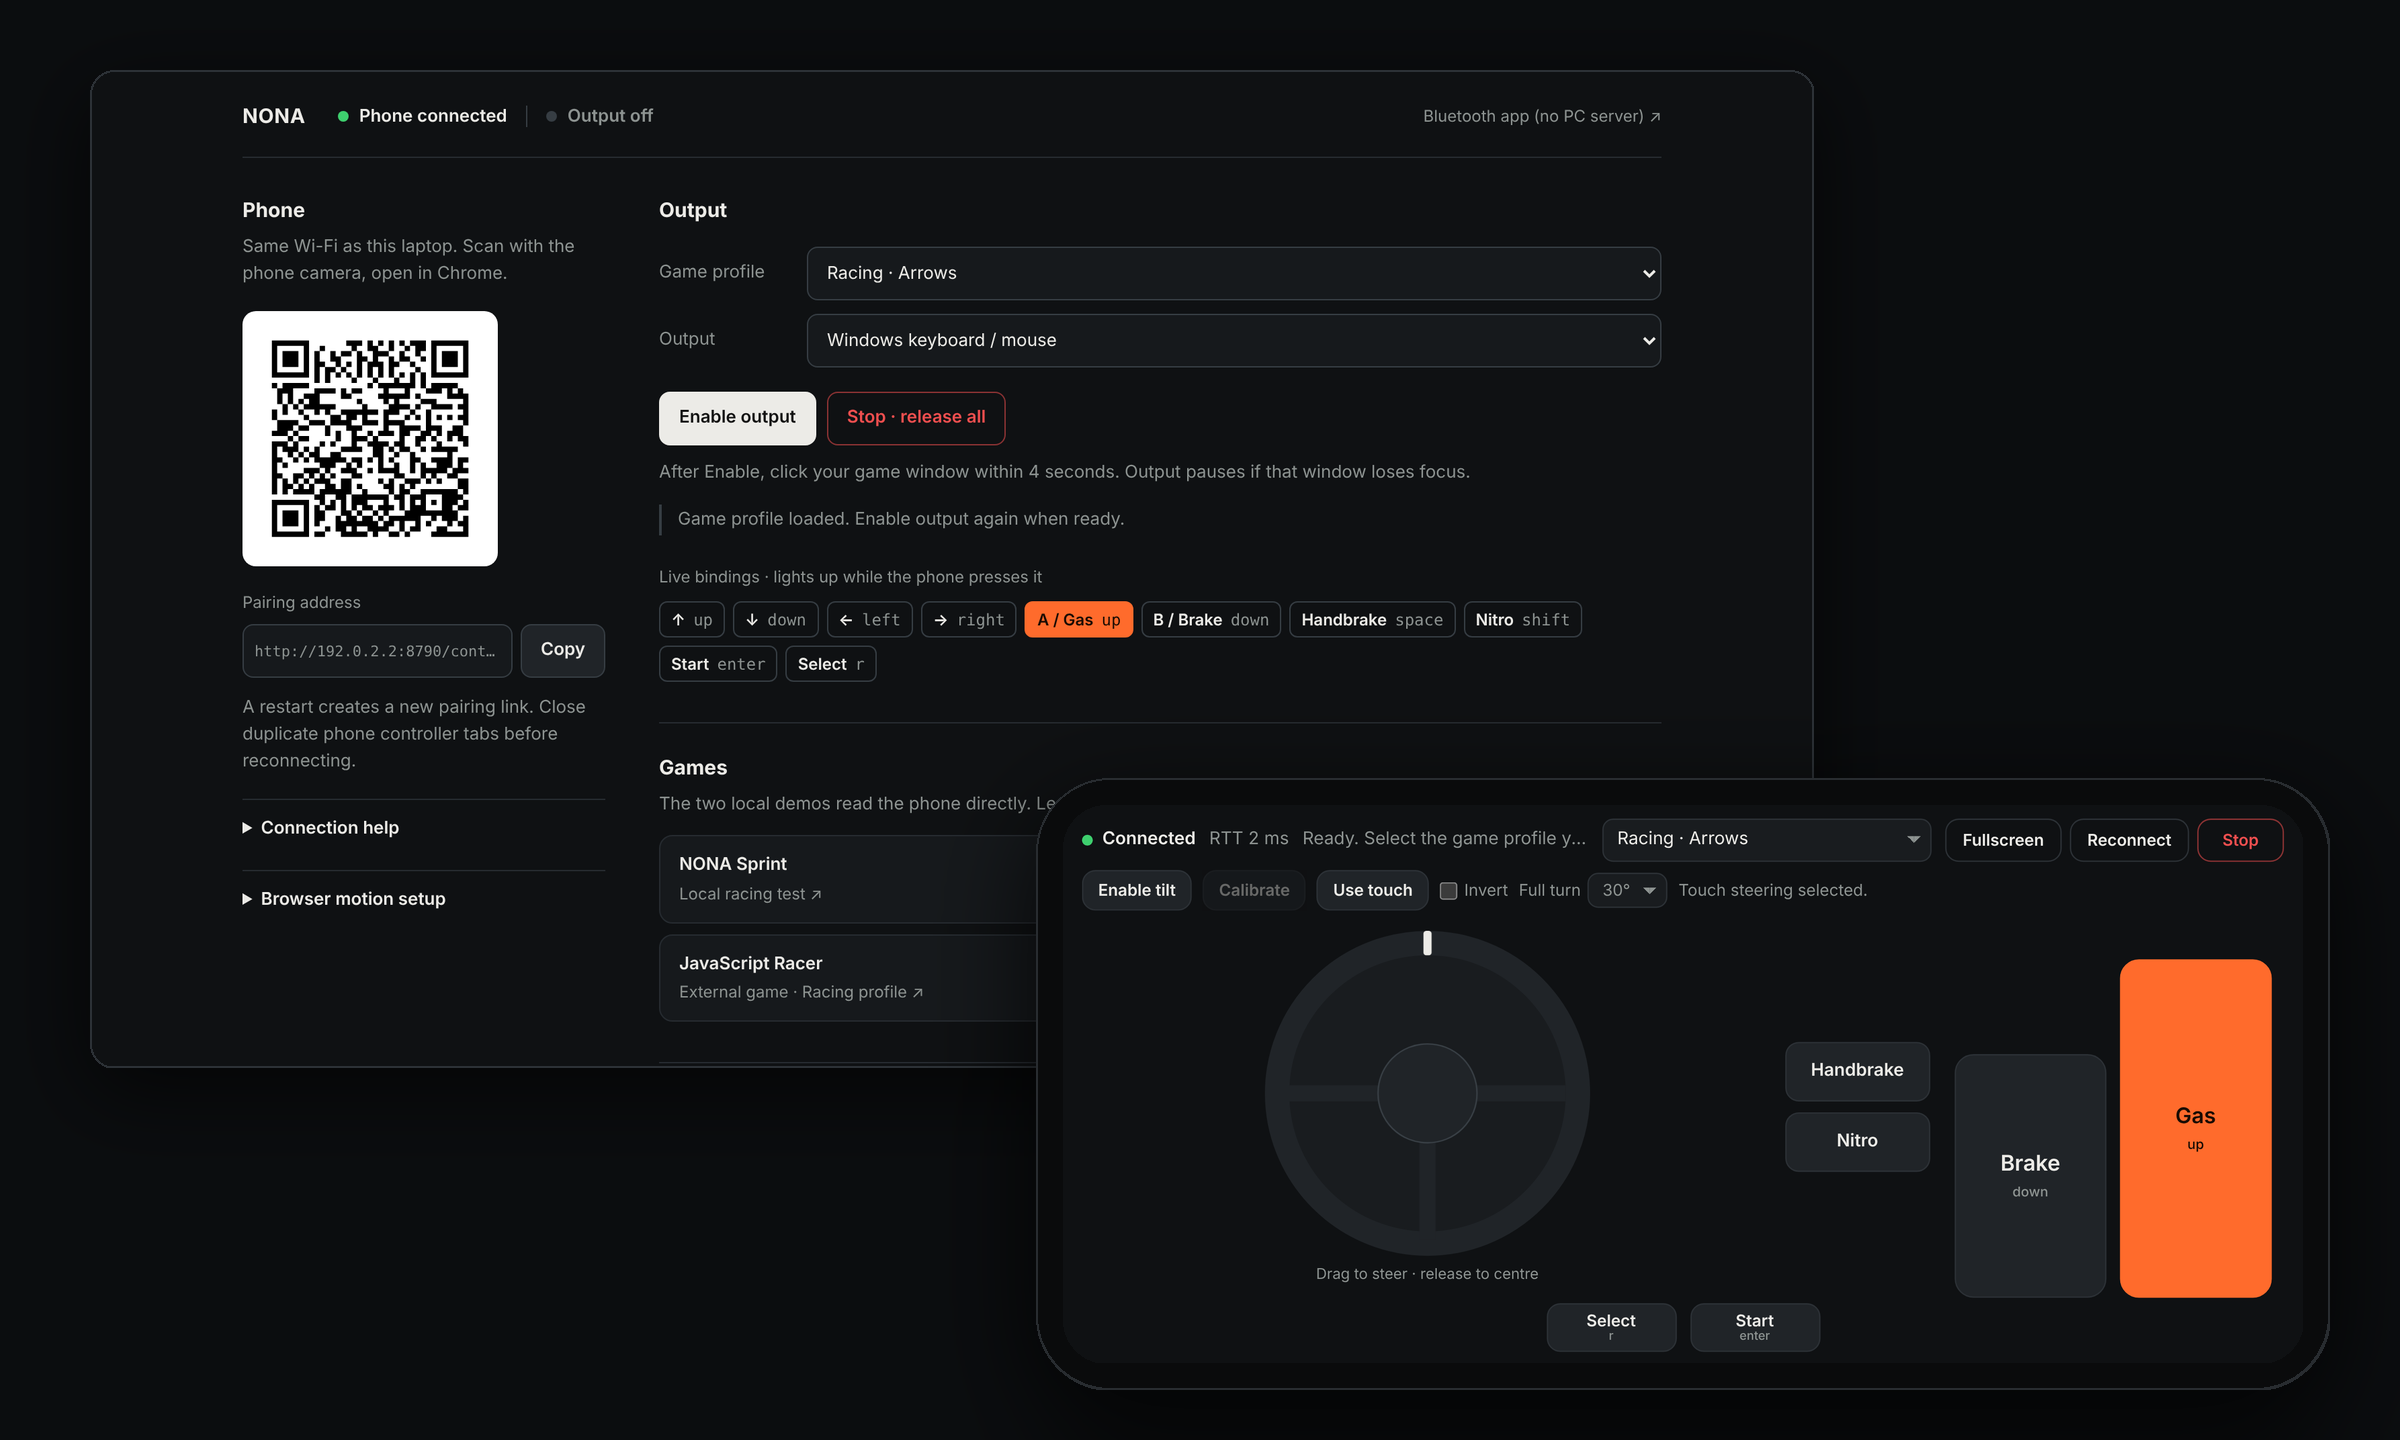 NONA
Phone connected
Output off
Bluetooth app (no PC server) ↗
Phone
Same Wi-Fi as this laptop. Scan with the
phone camera, open in Chrome.
Pairing address
http://192.0.2.2:8790/cont…
Copy
A restart creates a new pairing link. Close
duplicate phone controller tabs before
reconnecting.
▶ Connection help
▶ Browser motion setup
Output
Game profile
Racing · Arrows
Output
Windows keyboard / mouse
Enable output
Stop · release all
After Enable, click your game window within 4 seconds. Output pauses if that window loses focus.
Game profile loaded. Enable output again when ready.
Live bindings · lights up while the phone presses it
↑ up
↓ down
← left
→ right
A / Gas up
B / Brake down
Handbrake space
Nitro shift
Start enter
Select r
Games
The two local demos read the phone directly.
NONA Sprint
Local racing test ↗
JavaScript Racer
External game · Racing profile ↗
Connected
RTT 2 ms
Ready. Select the game profile y…
Racing · Arrows
Fullscreen
Reconnect
Stop
Enable tilt
Calibrate
Use touch
Invert
Full turn
30°
Touch steering selected.
Drag to steer · release to centre
Handbrake
Nitro
Brake
down
Gas
up
Select
r
Start
enter